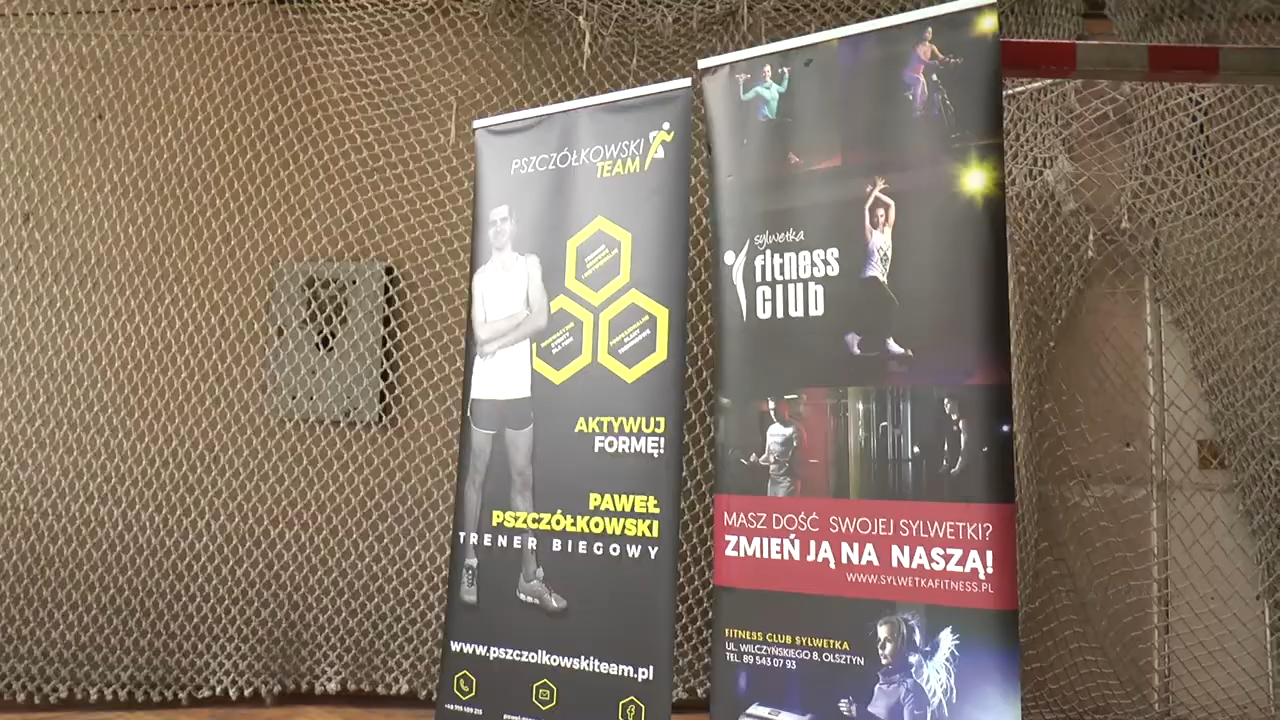 PSZCZÓŁKOWSKI
TEAM
AKTYWUJ
FORMĘ!
PAWEŁ
PSZCZÓŁKOWSKI
TRENER BIEGOWY
www.pszczolkowskiteam.pl
sylwetka
fitness
club
MASZ DOŚĆ SWOJEJ SYLWETKI?
ZMIEŃ JĄ NA NASZĄ!
WWW.SYLWETKAFITNESS.PL
FITNESS CLUB SYLWETKA
UL. WILCZYŃSKIEGO 8, OLSZTYN
TEL. 89 543 07 93